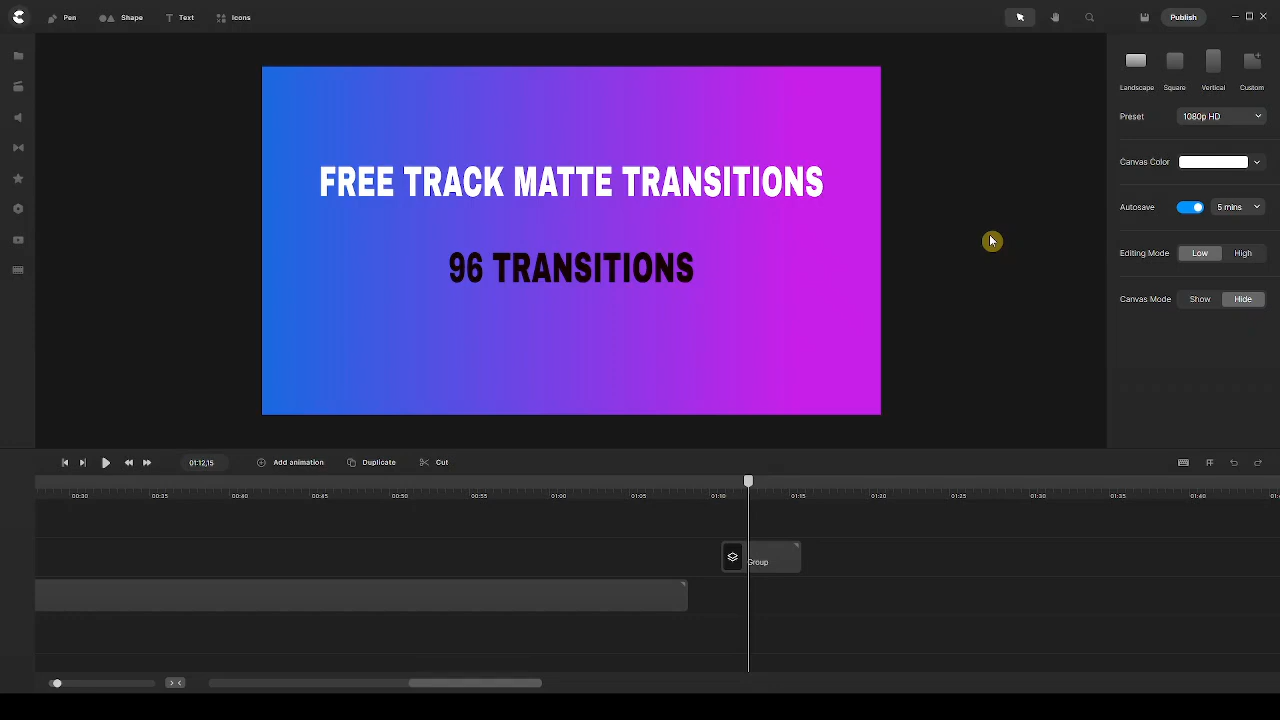 Pen
Shape
Text
Icons
Publish
Landscape
Square
Vertical
Custom
Preset
1080p HD
Canvas Color
Autosave
5 mins
Editing Mode
Low
High
Canvas Mode
Show
Hide
FREE TRACK MATTE TRANSITIONS
96 TRANSITIONS
01:12,15
Add animation
Duplicate
Cut
00:30
00:35
00:40
00:45
00:50
00:55
01:00
01:05
01:10
01:15
01:20
01:25
01:30
01:35
01:40
Group